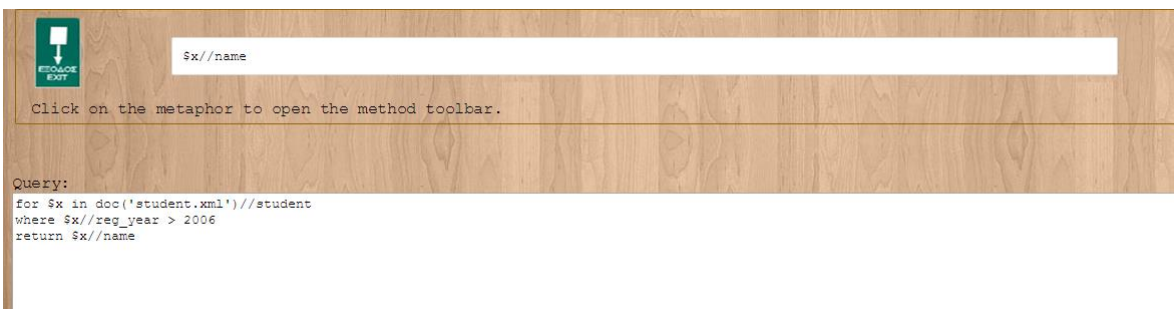 ΕΞΟΔΟΣ
EXIT
$x//name
Click on the metaphor to open the method toolbar.
Query:
for $x in doc('student.xml')//student
where $x//reg_year > 2006
return $x//name